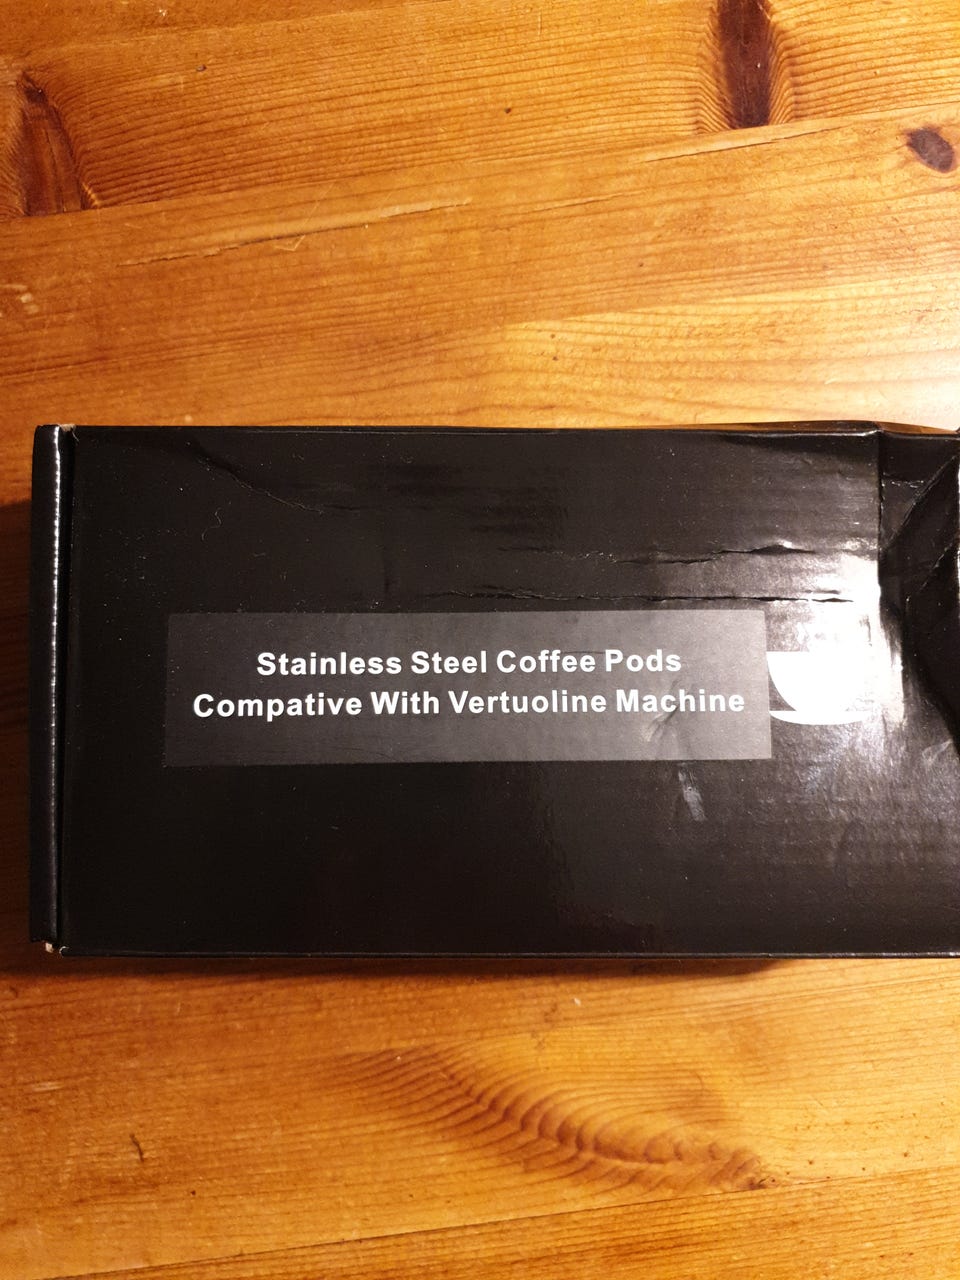 Stainless Steel Coffee Pods
Compative With Vertuoline Machine